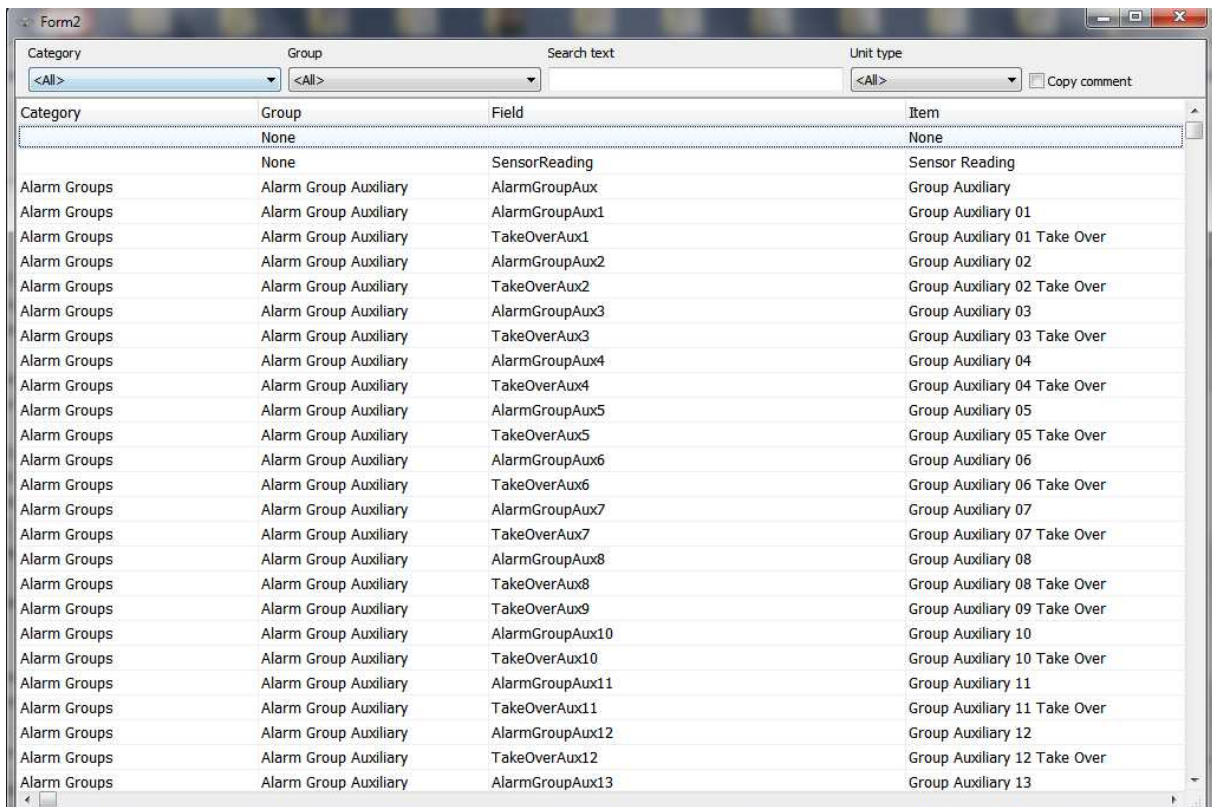 Form2
Category Group Search text Unit type
<All> <All> <All> Copy comment
Category Group Field Item
None None
None SensorReading Sensor Reading
Alarm Groups Alarm Group Auxiliary AlarmGroupAux Group Auxiliary
Alarm Groups Alarm Group Auxiliary AlarmGroupAux1 Group Auxiliary 01
Alarm Groups Alarm Group Auxiliary TakeOverAux1 Group Auxiliary 01 Take Over
Alarm Groups Alarm Group Auxiliary AlarmGroupAux2 Group Auxiliary 02
Alarm Groups Alarm Group Auxiliary TakeOverAux2 Group Auxiliary 02 Take Over
Alarm Groups Alarm Group Auxiliary AlarmGroupAux3 Group Auxiliary 03
Alarm Groups Alarm Group Auxiliary TakeOverAux3 Group Auxiliary 03 Take Over
Alarm Groups Alarm Group Auxiliary AlarmGroupAux4 Group Auxiliary 04
Alarm Groups Alarm Group Auxiliary TakeOverAux4 Group Auxiliary 04 Take Over
Alarm Groups Alarm Group Auxiliary AlarmGroupAux5 Group Auxiliary 05
Alarm Groups Alarm Group Auxiliary TakeOverAux5 Group Auxiliary 05 Take Over
Alarm Groups Alarm Group Auxiliary AlarmGroupAux6 Group Auxiliary 06
Alarm Groups Alarm Group Auxiliary TakeOverAux6 Group Auxiliary 06 Take Over
Alarm Groups Alarm Group Auxiliary AlarmGroupAux7 Group Auxiliary 07
Alarm Groups Alarm Group Auxiliary TakeOverAux7 Group Auxiliary 07 Take Over
Alarm Groups Alarm Group Auxiliary AlarmGroupAux8 Group Auxiliary 08
Alarm Groups Alarm Group Auxiliary TakeOverAux8 Group Auxiliary 08 Take Over
Alarm Groups Alarm Group Auxiliary TakeOverAux9 Group Auxiliary 09 Take Over
Alarm Groups Alarm Group Auxiliary AlarmGroupAux10 Group Auxiliary 10
Alarm Groups Alarm Group Auxiliary TakeOverAux10 Group Auxiliary 10 Take Over
Alarm Groups Alarm Group Auxiliary AlarmGroupAux11 Group Auxiliary 11
Alarm Groups Alarm Group Auxiliary TakeOverAux11 Group Auxiliary 11 Take Over
Alarm Groups Alarm Group Auxiliary AlarmGroupAux12 Group Auxiliary 12
Alarm Groups Alarm Group Auxiliary TakeOverAux12 Group Auxiliary 12 Take Over
Alarm Groups Alarm Group Auxiliary AlarmGroupAux13 Group Auxiliary 13